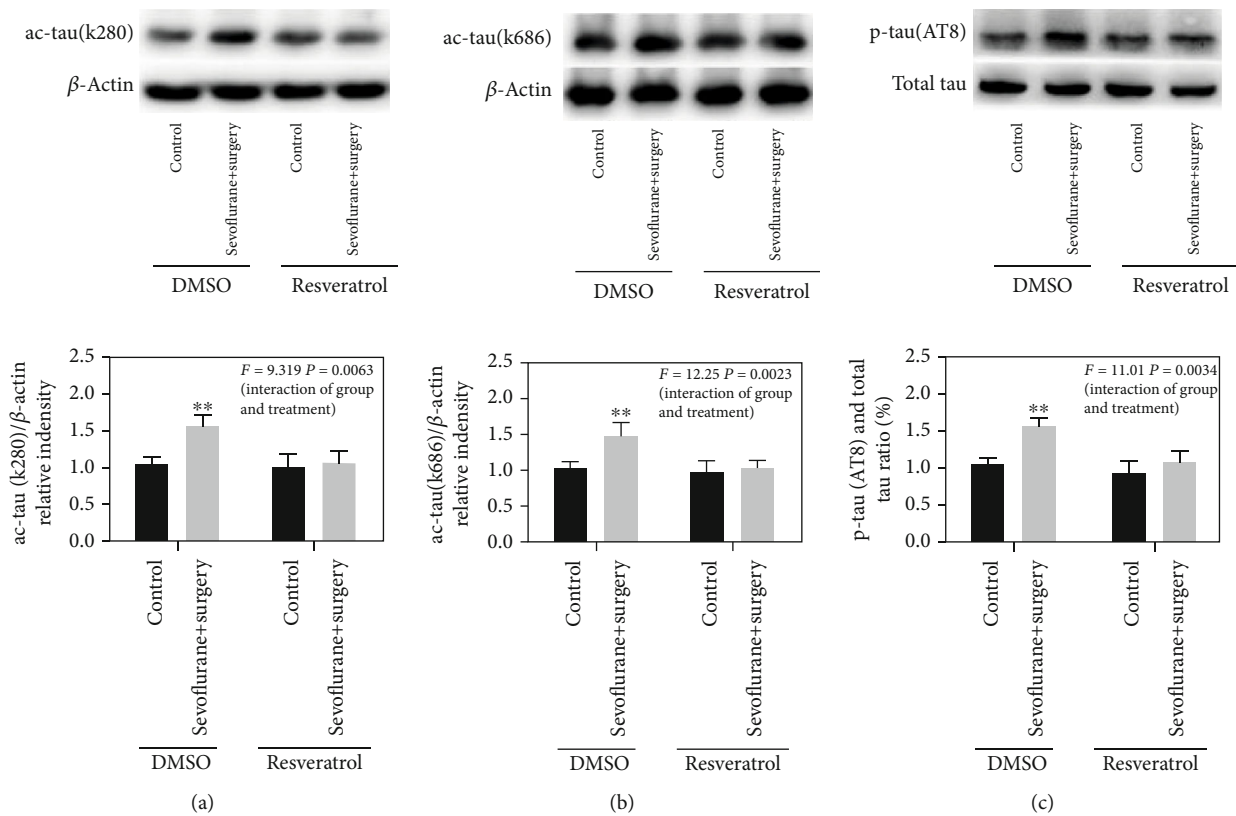 ac-tau(k280)
β-Actin
Control
Sevoflurane+surgery
Control
Sevoflurane+surgery
DMSO
Resveratrol
ac-tau (k280)/β-actin
relative indensity
2.5
2.0
1.5
1.0
0.5
0.0
F = 9.319 P = 0.0063
(interaction of group
and treatment)
**
Control
Sevoflurane+surgery
Control
Sevoflurane+surgery
DMSO
Resveratrol
(a)
ac-tau(k686)
β-Actin
Control
Sevoflurane+surgery
Control
Sevoflurane+surgery
DMSO
Resveratrol
ac-tau(k686)/β-actin
relative indensity
2.5
2.0
1.5
1.0
0.5
0.0
F = 12.25 P = 0.0023
(interaction of group
and treatment)
**
Control
Sevoflurane+surgery
Control
Sevoflurane+surgery
DMSO
Resveratrol
(b)
p-tau(AT8)
Total tau
Control
Sevoflurane+surgery
Control
Sevoflurane+surgery
DMSO
Resveratrol
p-tau (AT8) and total
tau ratio (%)
2.5
2.0
1.5
1.0
0.5
0.0
F = 11.01 P = 0.0034
(interaction of group
and treatment)
**
Control
Sevoflurane+surgery
Control
Sevoflurane+surgery
DMSO
Resveratrol
(c)